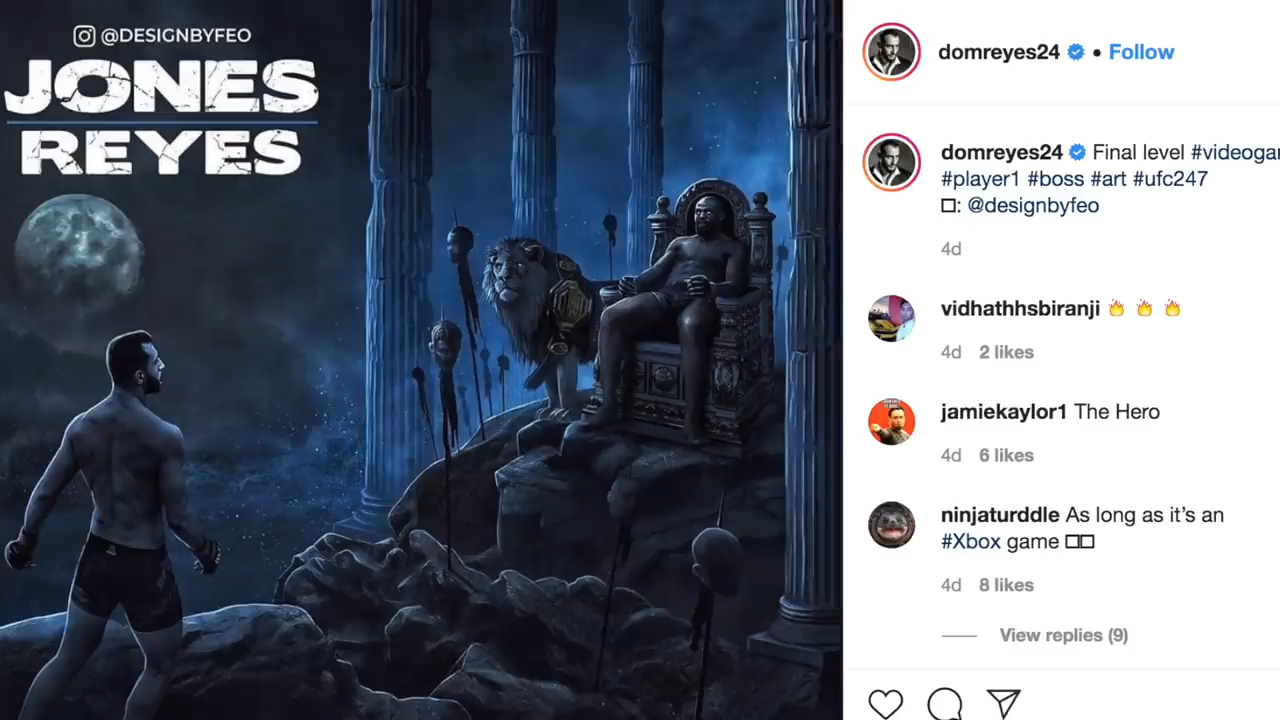 @DESIGNBYFEO
JONES
REYES
domreyes24 • Follow
domreyes24 Final level #videogam
#player1 #boss #art #ufc247
□: @designbyfeo
4d
vidhathhsbiranji 🔥 🔥 🔥
4d 2 likes
jamiekaylor1 The Hero
4d 6 likes
ninjaturddle As long as it's an
#Xbox game □□
4d 8 likes
View replies (9)